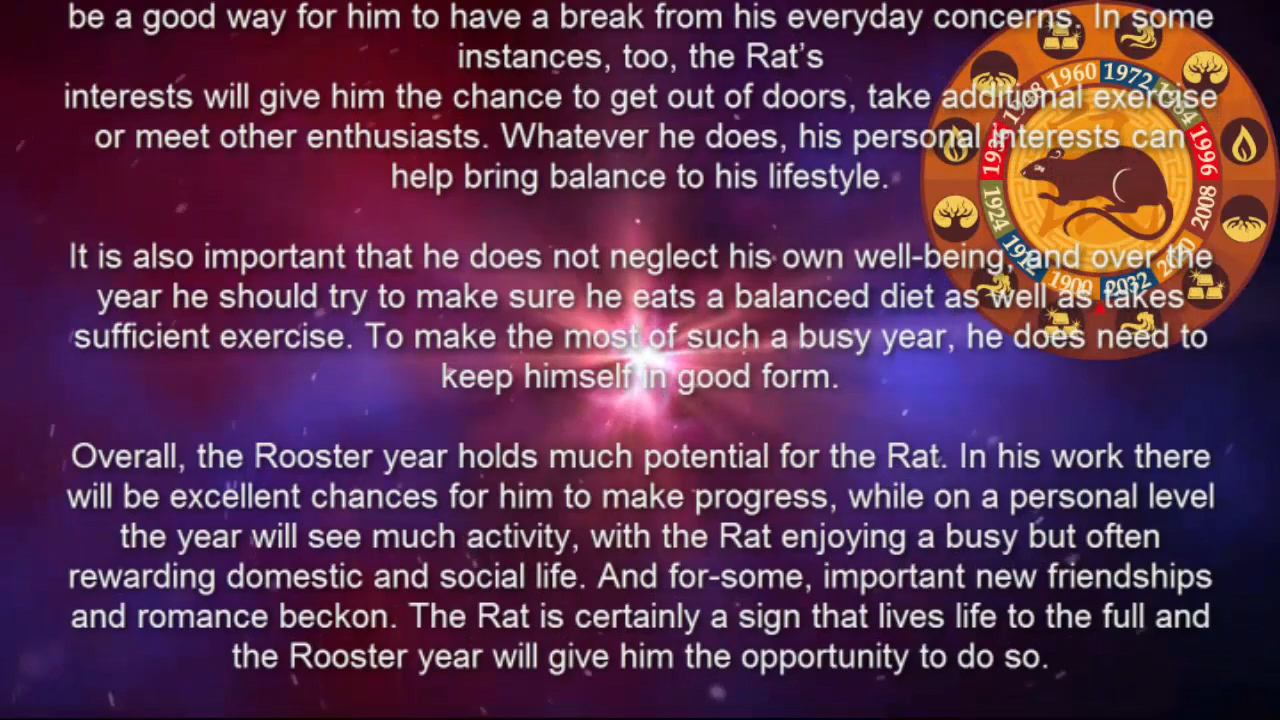 be a good way for him to have a break from his everyday concerns. In some
instances, too, the Rat’s
interests will give him the chance to get out of doors, take additional exercise
or meet other enthusiasts. Whatever he does, his personal interests can
help bring balance to his lifestyle.
It is also important that he does not neglect his own well-being, and over the
year he should try to make sure he eats a balanced diet as well as takes
sufficient exercise. To make the most of such a busy year, he does need to
keep himself in good form.
Overall, the Rooster year holds much potential for the Rat. In his work there
will be excellent chances for him to make progress, while on a personal level
the year will see much activity, with the Rat enjoying a busy but often
rewarding domestic and social life. And for-some, important new friendships
and romance beckon. The Rat is certainly a sign that lives life to the full and
the Rooster year will give him the opportunity to do so.
1960
1972
1996
2008
1900
1912
1924